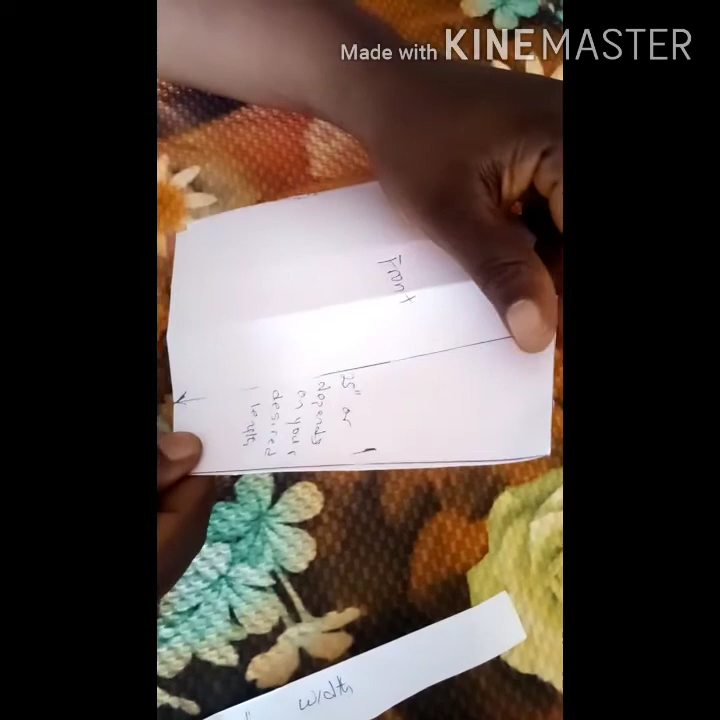 Made with KINEMASTER
Front
25" or
depends
on your
desired
length
width